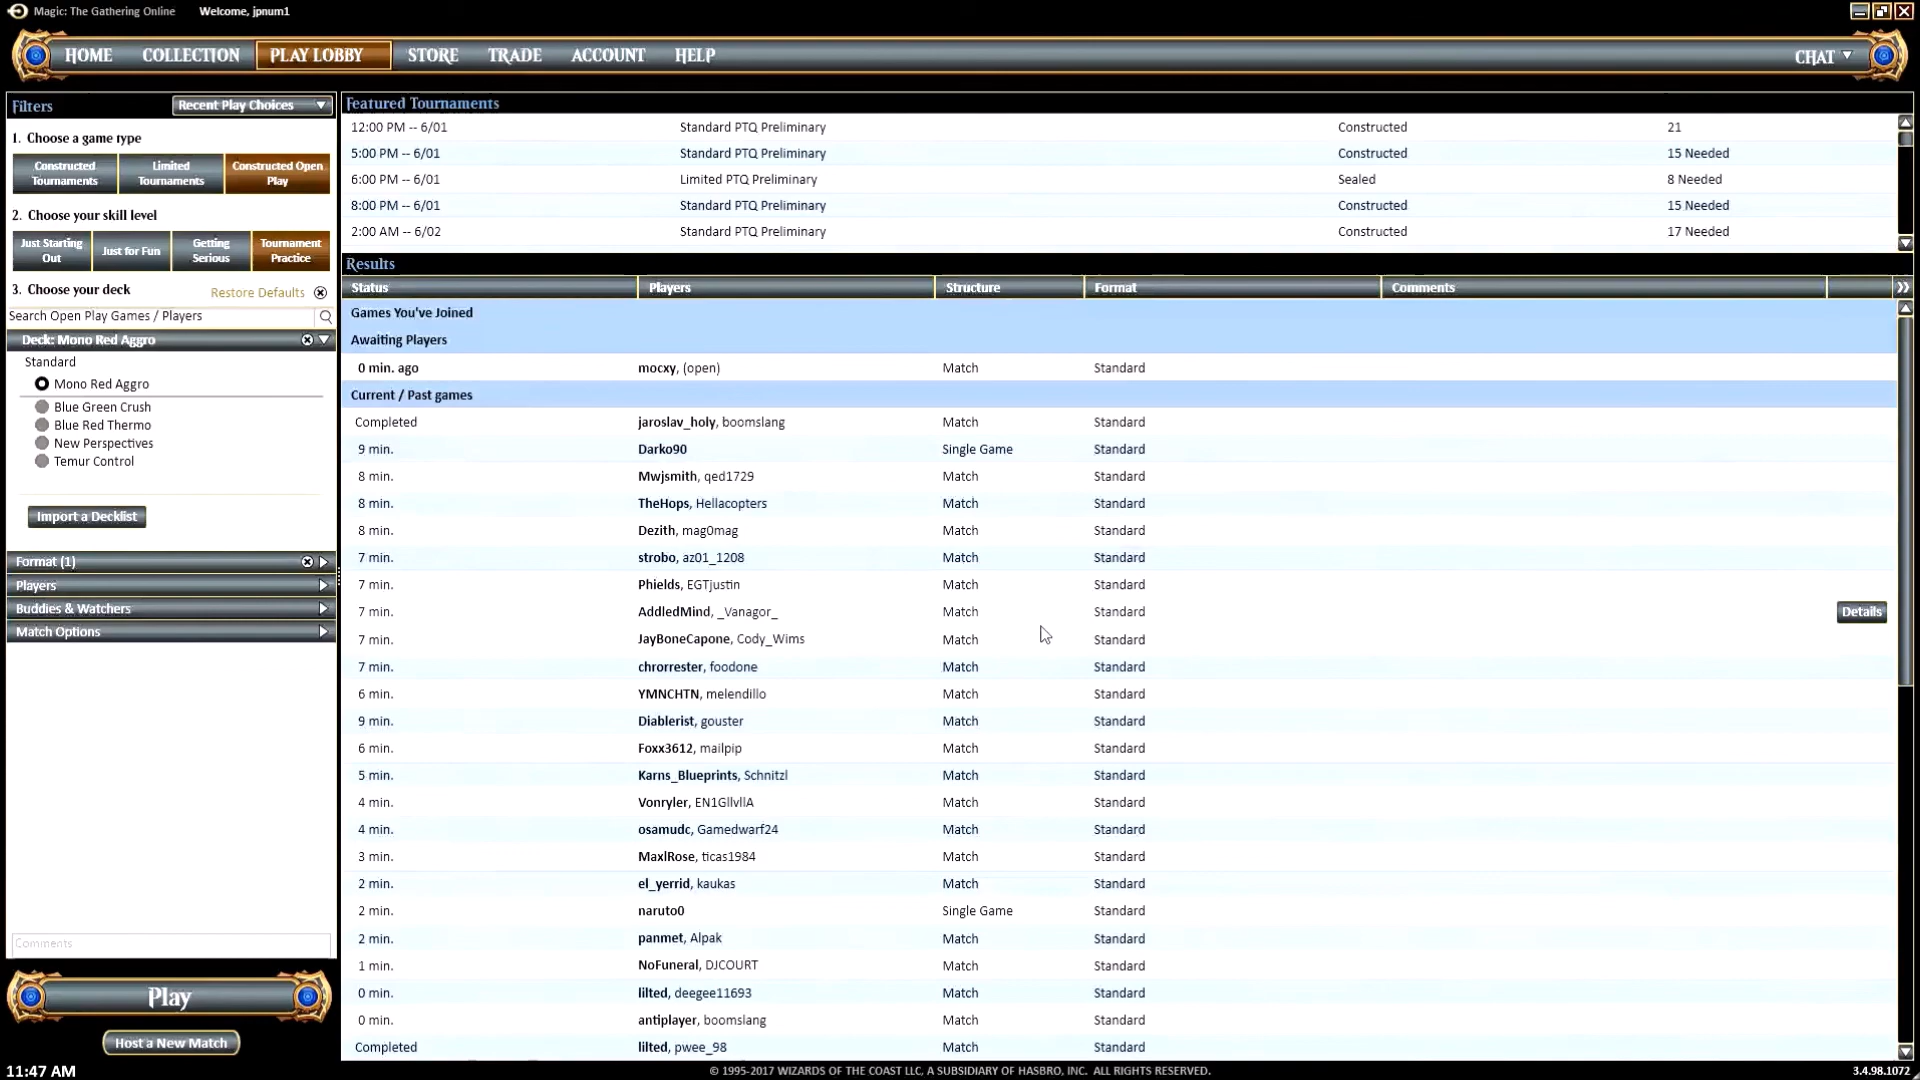 Magic: The Gathering Online Welcome, jpnum1
HOME COLLECTION PLAY LOBBY STORE TRADE ACCOUNT HELP CHAT
Filters Recent Play Choices
1. Choose a game type
Constructed Tournaments Limited Tournaments Constructed Open Play
2. Choose your skill level
Just Starting Out Just for Fun Getting Serious Tournament Practice
3. Choose your deck Restore Defaults
Search Open Play Games / Players
Deck: Mono Red Aggro
Standard
Mono Red Aggro
Blue Green Crush
Blue Red Thermo
New Perspectives
Temur Control
Import a Decklist
Format (1)
Players
Buddies & Watchers
Match Options
Comments
Play
Host a New Match
11:47 AM
Featured Tournaments
12:00 PM -- 6/01 Standard PTQ Preliminary Constructed 21
5:00 PM -- 6/01 Standard PTQ Preliminary Constructed 15 Needed
6:00 PM -- 6/01 Limited PTQ Preliminary Sealed 8 Needed
8:00 PM -- 6/01 Standard PTQ Preliminary Constructed 15 Needed
2:00 AM -- 6/02 Standard PTQ Preliminary Constructed 17 Needed
Results
Status Players Structure Format Comments
Games You've Joined
Awaiting Players
0 min. ago mocxy, (open) Match Standard
Current / Past games
Completed jaroslav_holy, boomslang Match Standard
9 min. Darko90 Single Game Standard
8 min. Mwjsmith, qed1729 Match Standard
8 min. TheHops, Hellacopters Match Standard
8 min. Dezith, mag0mag Match Standard
7 min. strobo, az01_1208 Match Standard
7 min. Phields, EGTjustin Match Standard
7 min. AddledMind, _Vanagor_ Match Standard Details
7 min. JayBoneCapone, Cody_Wims Match Standard
7 min. chrorrester, foodone Match Standard
6 min. YMNCHTN, melendillo Match Standard
9 min. Diablerist, gouster Match Standard
6 min. Foxx3612, mailpip Match Standard
5 min. Karns_Blueprints, Schnitzl Match Standard
4 min. Vonryler, EN1GllvllA Match Standard
4 min. osamudc, Gamedwarf24 Match Standard
3 min. MaxlRose, ticas1984 Match Standard
2 min. el_yerrid, kaukas Match Standard
2 min. naruto0 Single Game Standard
2 min. panmet, Alpak Match Standard
1 min. NoFuneral, DJCOURT Match Standard
0 min. lilted, deegee11693 Match Standard
0 min. antiplayer, boomslang Match Standard
Completed lilted, pwee_98 Match Standard
© 1995-2017 WIZARDS OF THE COAST LLC, A SUBSIDIARY OF HASBRO, INC. ALL RIGHTS RESERVED. 3.4.98.1072